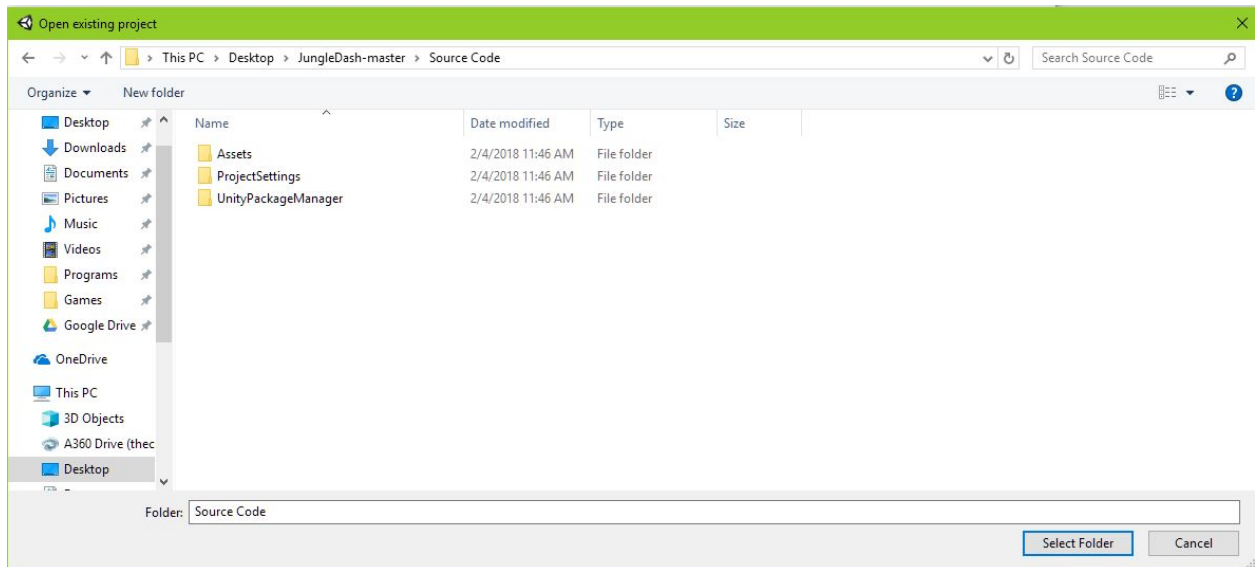 Open existing project
This PC > Desktop > JungleDash-master > Source Code
Search Source Code
Organize
New folder
Name Date modified Type Size
Assets 2/4/2018 11:46 AM File folder
ProjectSettings 2/4/2018 11:46 AM File folder
UnityPackageManager 2/4/2018 11:46 AM File folder
Desktop
Downloads
Documents
Pictures
Music
Videos
Programs
Games
Google Drive
OneDrive
This PC
3D Objects
A360 Drive (thec
Desktop
Folder: Source Code
Select Folder
Cancel